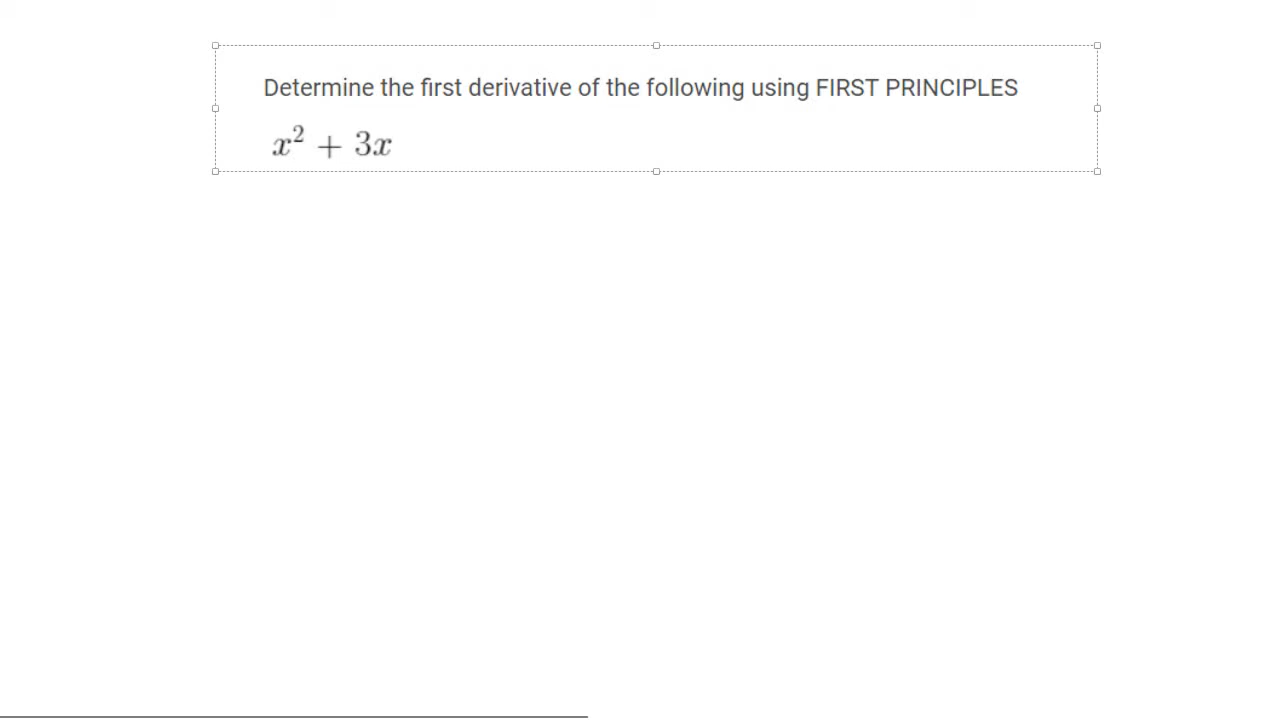 Determine the first derivative of the following using FIRST PRINCIPLES
x² + 3x